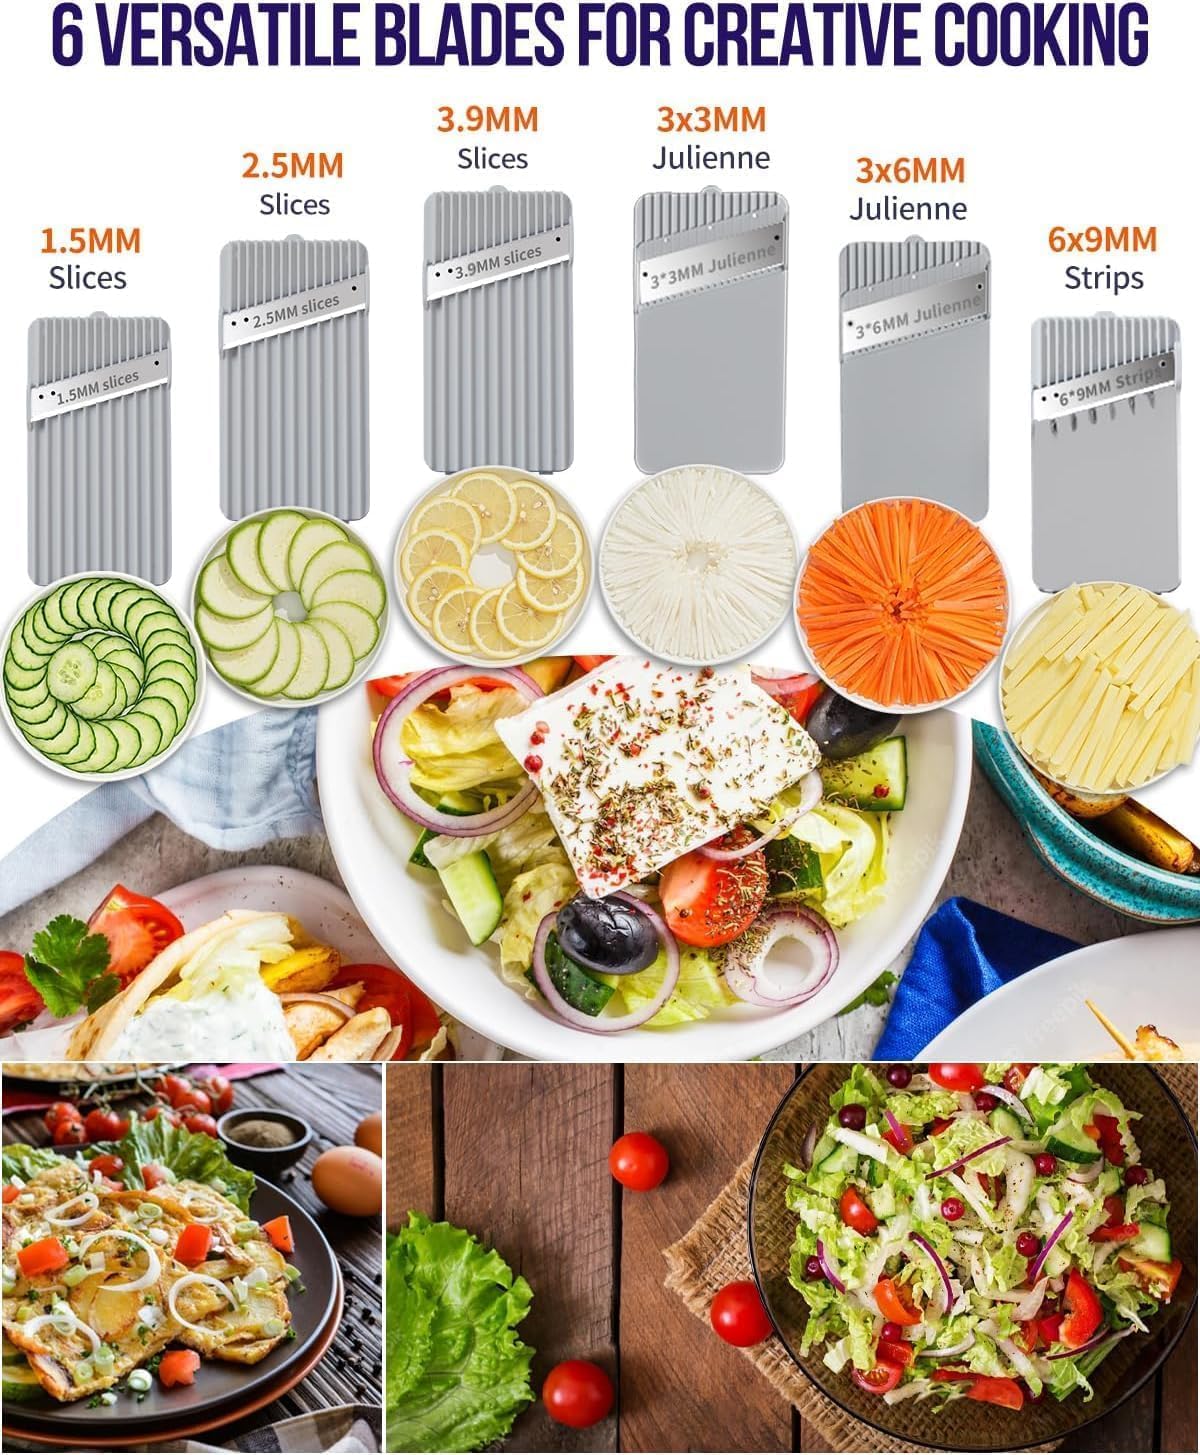 6 VERSATILE BLADES FOR CREATIVE COOKING
1.5MM
Slices
2.5MM
Slices
3.9MM
Slices
3x3MM
Julienne
3x6MM
Julienne
6x9MM
Strips
1.5MM slices
2.5MM slices
3.9MM slices
3*3MM Julienne
3*6MM Julienne
6*9MM Strips